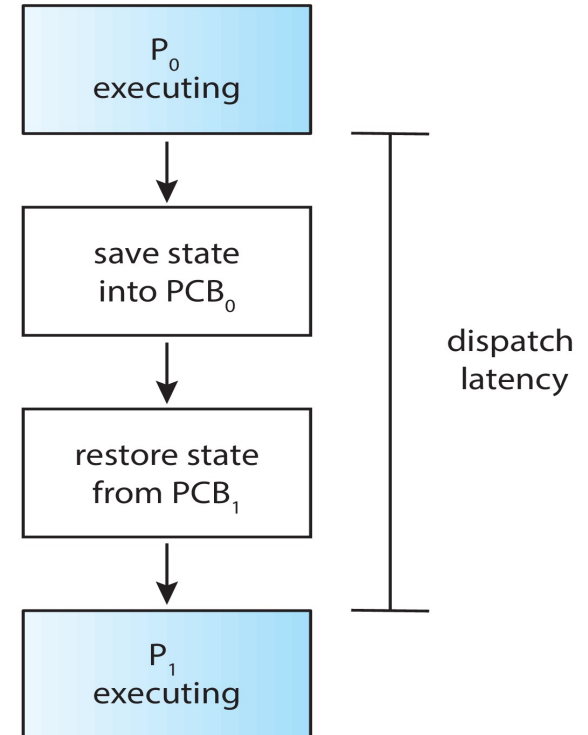 P₀
executing
save state
into PCB₀
dispatch
latency
restore state
from PCB₁
P₁
executing